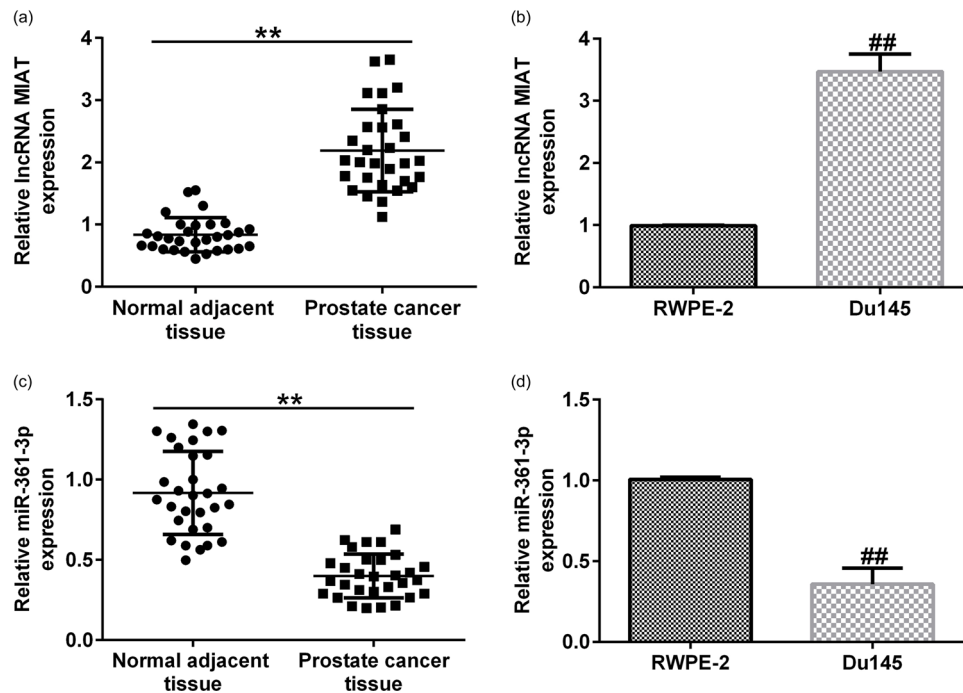 (a)
**
Relative lncRNA MIAT
expression
4
3
2
1
0
Normal adjacent
tissue
Prostate cancer
tissue
(b)
##
Relative lncRNA MIAT
expression
4
3
2
1
0
RWPE-2
Du145
(c)
**
Relative miR-361-3p
expression
1.5
1.0
0.5
0.0
Normal adjacent
tissue
Prostate cancer
tissue
(d)
##
Relative miR-361-3p
expression
1.5
1.0
0.5
0.0
RWPE-2
Du145